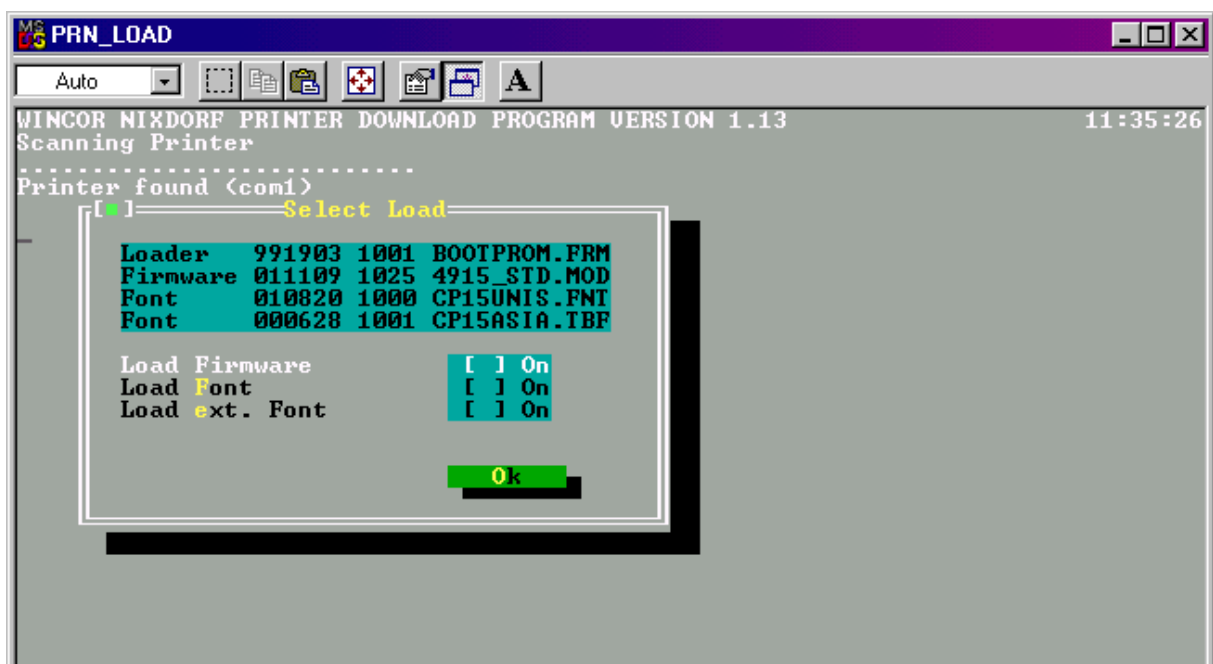 PRN_LOAD
Auto
A
WINCOR NIXDORF PRINTER DOWNLOAD PROGRAM VERSION 1.13 11:35:26
Scanning Printer
............................
Printer found (com1)
[■] Select Load
Loader 991903 1001 BOOTPROM.FRM
Firmware 011109 1025 4915_STD.MOD
Font 010820 1000 CP15UNIS.FNT
Font 000628 1001 CP15ASIA.TBF
Load Firmware [ ] On
Load Font [ ] On
Load ext. Font [ ] On
Ok